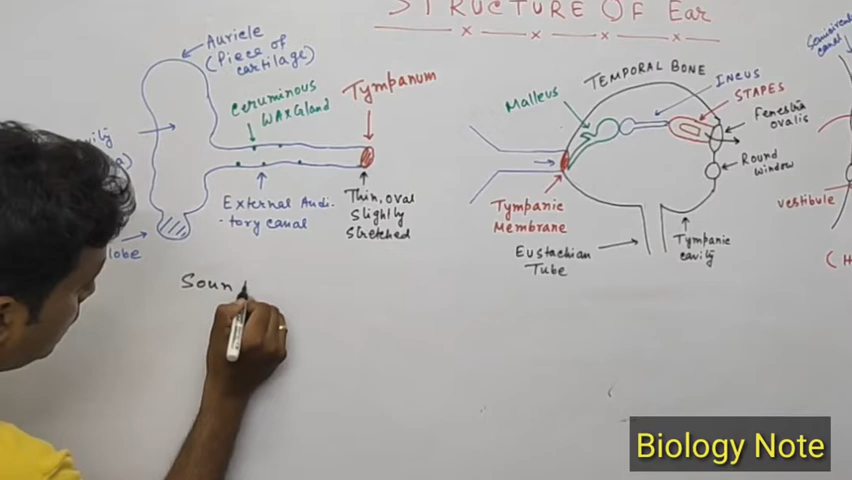 STRUCTURE OF Ear
Auricle
(Piece of
cartilage)
Ceruminous
WAX Gland
Tympanum
External Audi-
-tory canal
Thin, oval
Slightly
Stretched
lobe
Soun
TEMPORAL BONE
Malleus
INCUS
STAPES
Fenestra
ovalis
Round
window
Tympanic
Membrane
Eustachian
Tube
Tympanic
cavity
canal
vestibule
Biology Note